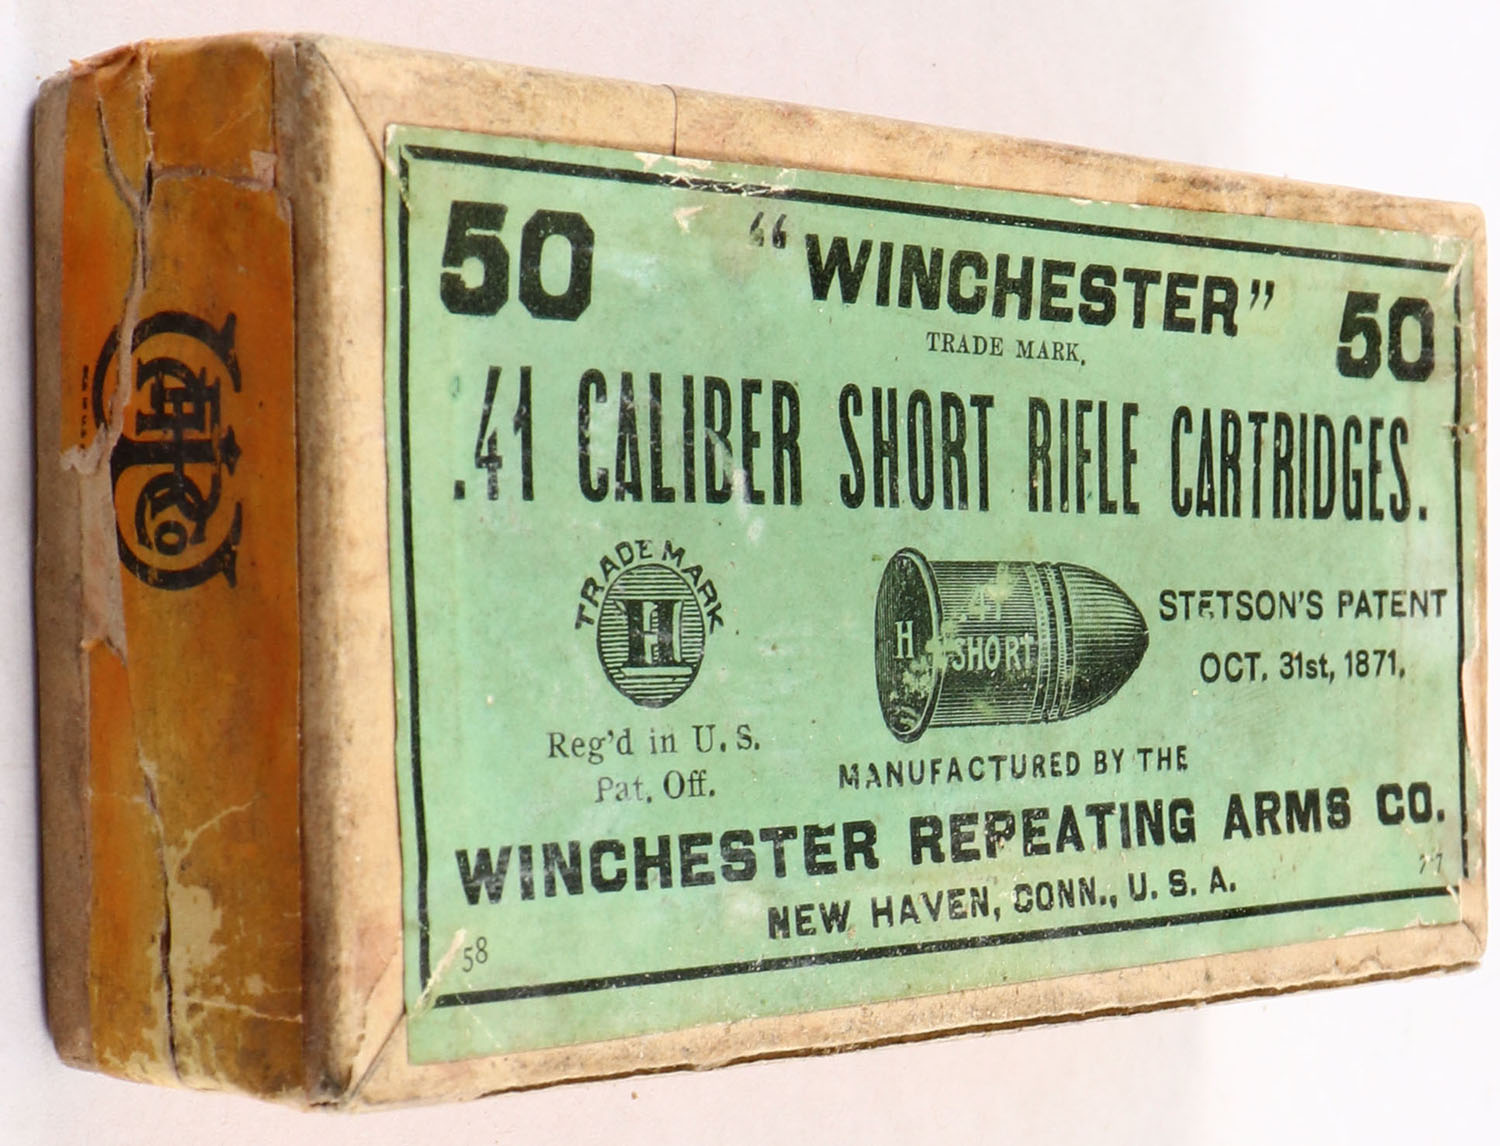 50 "WINCHESTER" 50
TRADE MARK.
.41 CALIBER SHORT RIFLE CARTRIDGES.
TRADE MARK
H
Reg'd in U. S.
Pat. Off.
H
.41
SHORT
STETSON'S PATENT
OCT. 31st, 1871.
MANUFACTURED BY THE
WINCHESTER REPEATING ARMS CO.
NEW HAVEN, CONN., U. S. A.
58